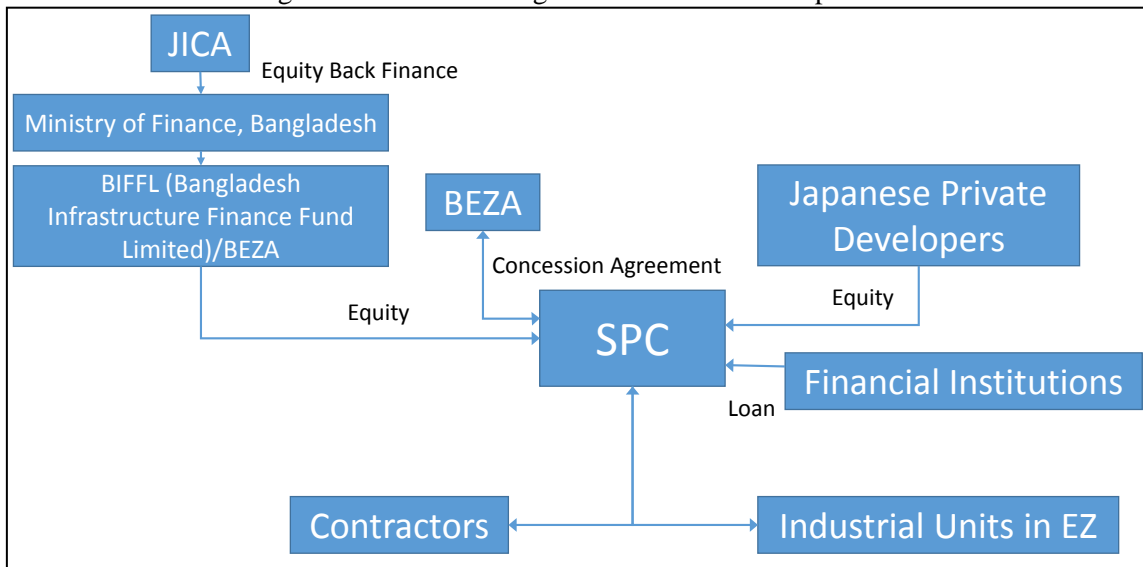 JICA
Equity Back Finance
Ministry of Finance, Bangladesh
BIFFL (Bangladesh
Infrastructure Finance Fund
Limited)/BEZA
BEZA
Japanese Private
Developers
Concession Agreement
Equity
Equity
SPC
Financial Institutions
Loan
Contractors
Industrial Units in EZ